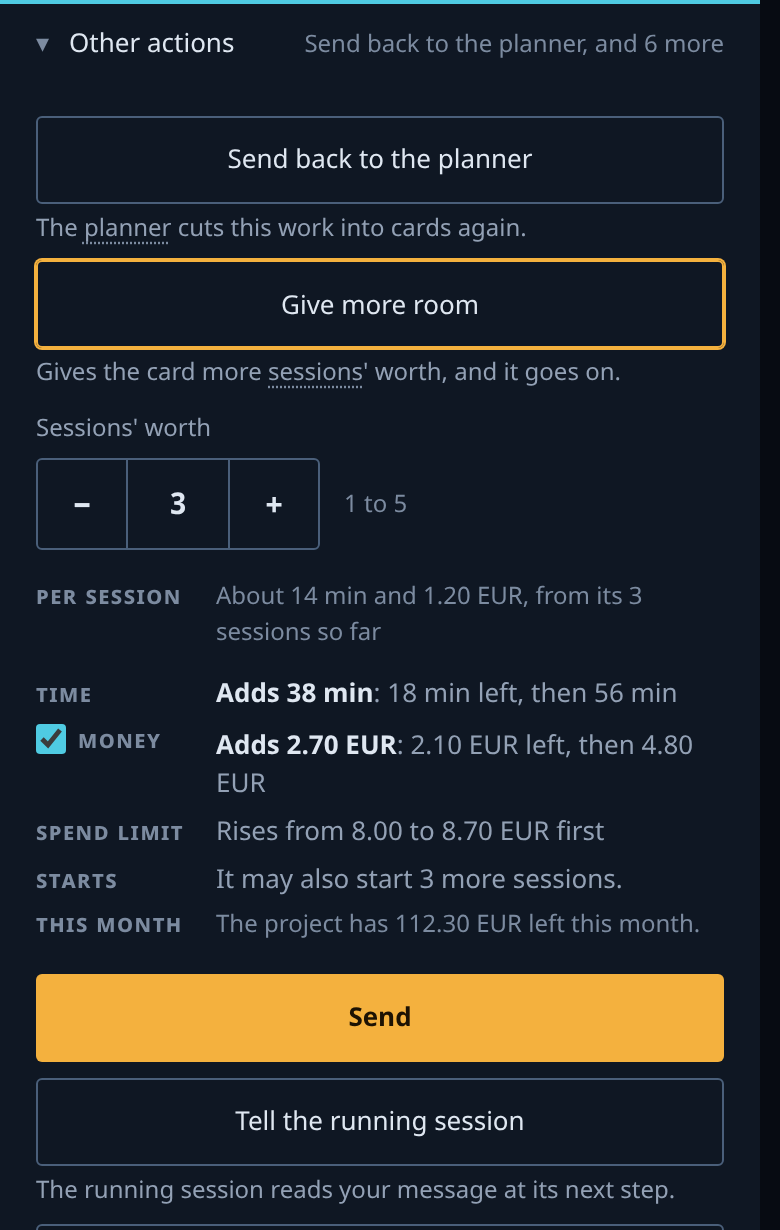 ▼ Other actions Send back to the planner, and 6 more
Send back to the planner
The planner cuts this work into cards again.
Give more room
Gives the card more sessions' worth, and it goes on.
Sessions' worth
− 3 + 1 to 5
PER SESSION About 14 min and 1.20 EUR, from its 3
sessions so far
TIME Adds 38 min: 18 min left, then 56 min
MONEY Adds 2.70 EUR: 2.10 EUR left, then 4.80
EUR
SPEND LIMIT Rises from 8.00 to 8.70 EUR first
STARTS It may also start 3 more sessions.
THIS MONTH The project has 112.30 EUR left this month.
Send
Tell the running session
The running session reads your message at its next step.